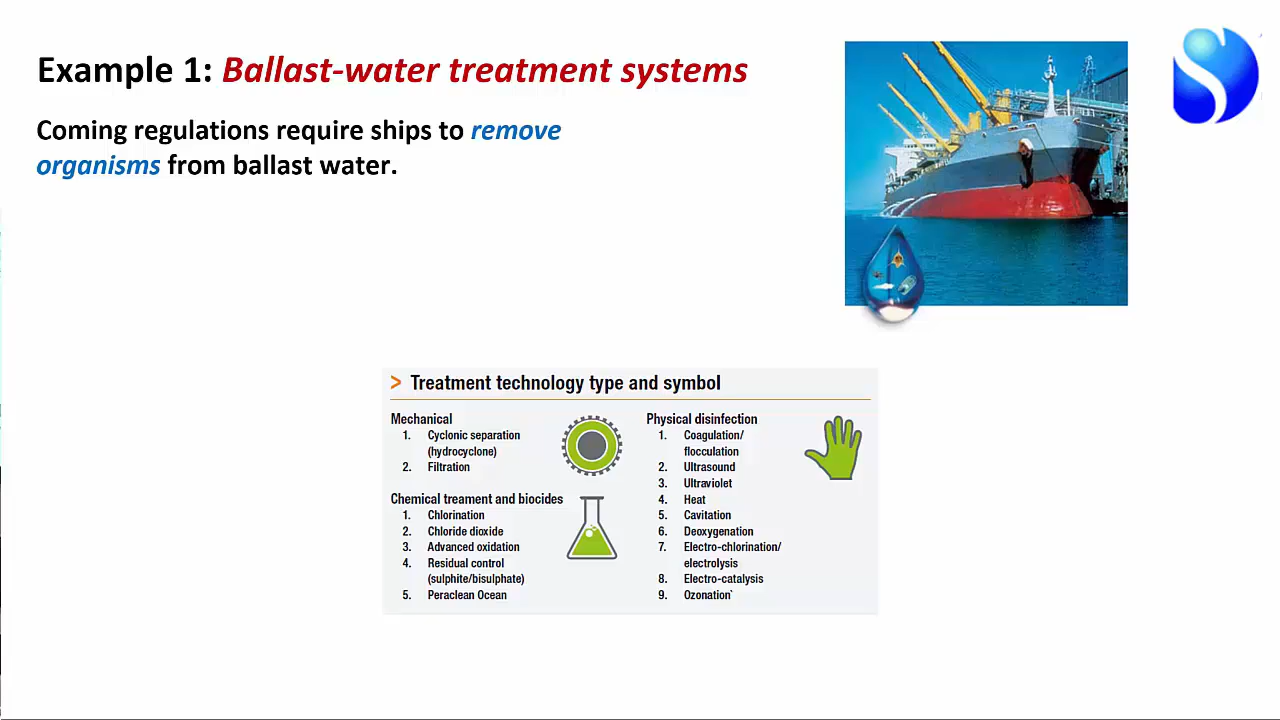 Example 1: Ballast-water treatment systems
Coming regulations require ships to remove
organisms from ballast water.
> Treatment technology type and symbol
Mechanical
1. Cyclonic separation
(hydrocyclone)
2. Filtration
Chemical treament and biocides
1. Chlorination
2. Chloride dioxide
3. Advanced oxidation
4. Residual control
(sulphite/bisulphate)
5. Peraclean Ocean
Physical disinfection
1. Coagulation/
flocculation
2. Ultrasound
3. Ultraviolet
4. Heat
5. Cavitation
6. Deoxygenation
7. Electro-chlorination/
electrolysis
8. Electro-catalysis
9. Ozonation*